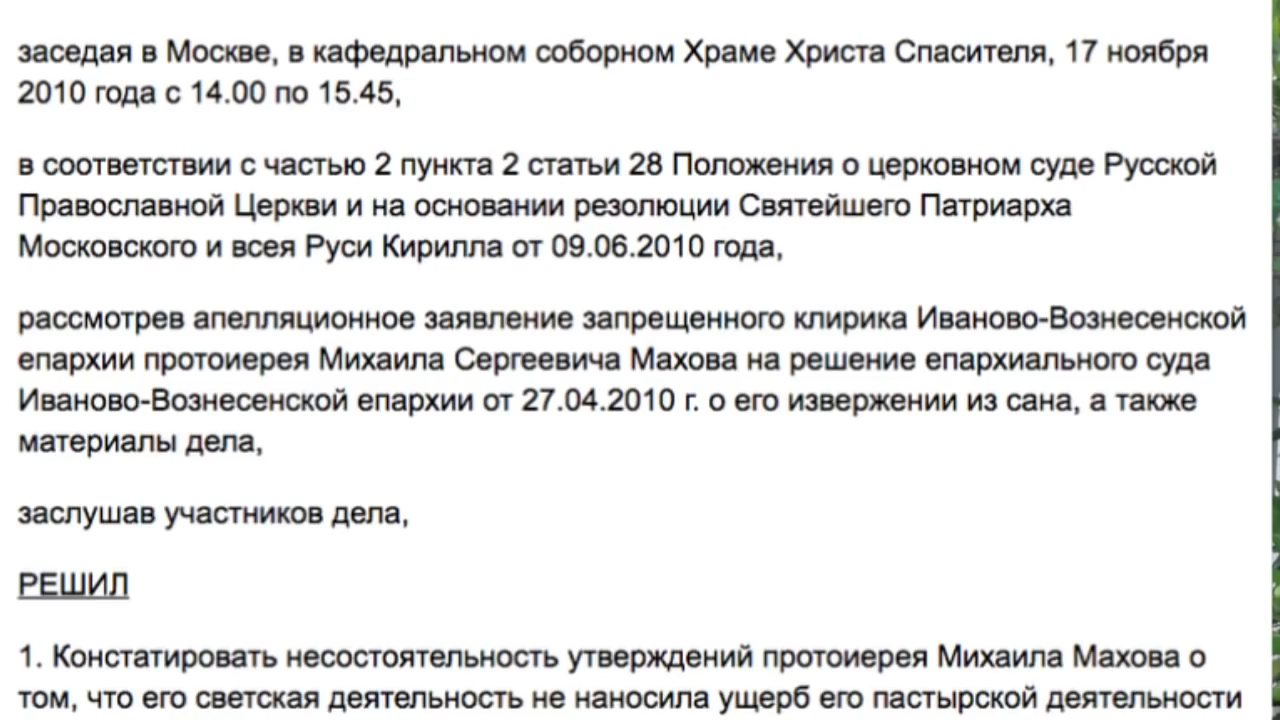 заседая в Москве, в кафедральном соборном Храме Христа Спасителя, 17 ноября
2010 года с 14.00 по 15.45,
в соответствии с частью 2 пункта 2 статьи 28 Положения о церковном суде Русской
Православной Церкви и на основании резолюции Святейшего Патриарха
Московского и всея Руси Кирилла от 09.06.2010 года,
рассмотрев апелляционное заявление запрещенного клирика Иваново-Вознесенской
епархии протоиерея Михаила Сергеевича Махова на решение епархиального суда
Иваново-Вознесенской епархии от 27.04.2010 г. о его извержении из сана, а также
материалы дела,
заслушав участников дела,
РЕШИЛ
1. Констатировать несостоятельность утверждений протоиерея Михаила Махова о
том, что его светская деятельность не наносила ущерб его пастырской деятельности